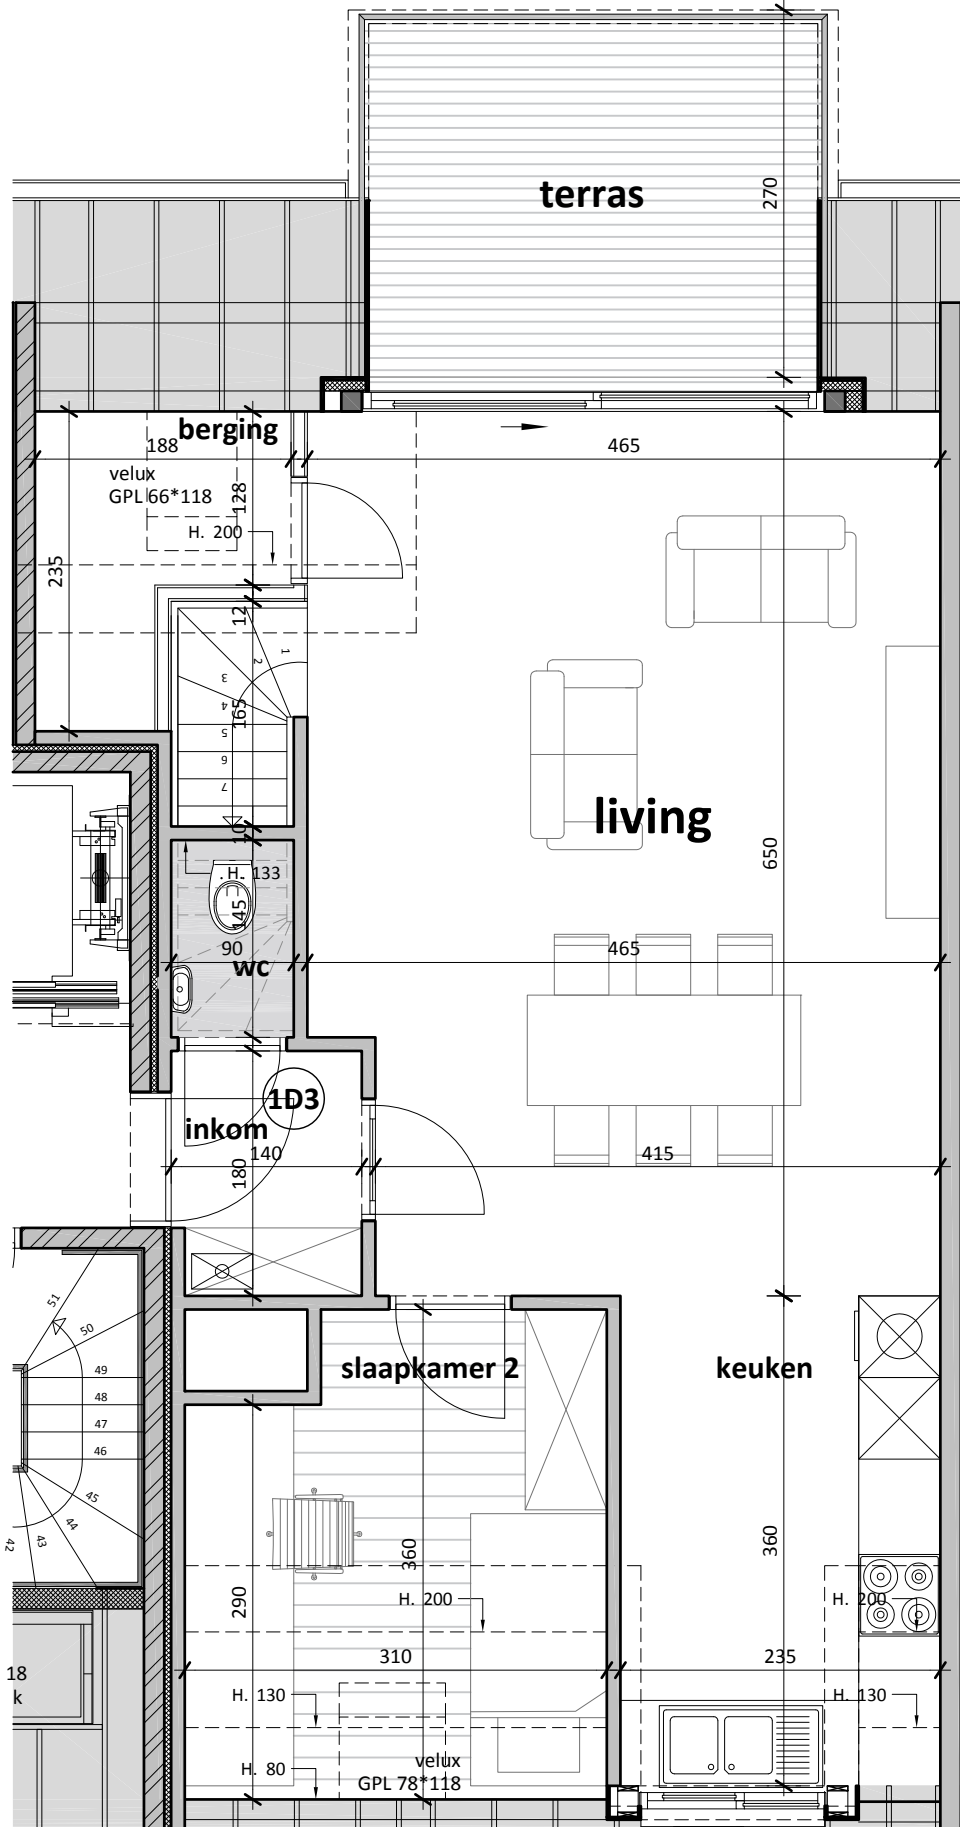 terras
270
berging
188
465
velux
GPL 66*118
128
H. 200
235
12
1
2
3
4
5
6
7
165
living
10
650
H. 133
145
90
465
wc
1D3
inkom
140
180
415
51
50
49
48
47
46
45
44
43
42
slaapkamer 2
keuken
360
290
360
H. 200
H. 200
310
235
18
k
H. 130
H. 130
H. 80
velux
GPL 78*118